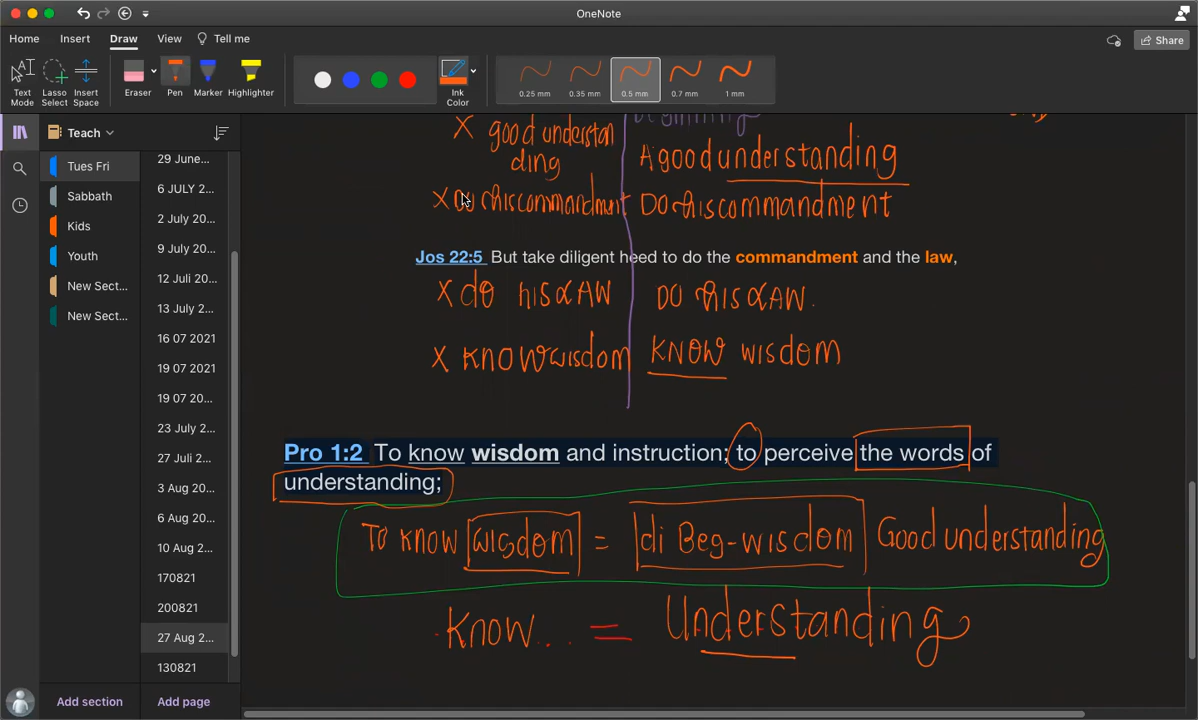 OneNote
Home Insert Draw View Tell me
Share
Text Mode
Lasso Select
Insert Space
Eraser
Pen
Marker
Highlighter
Ink Color
0.25 mm 0.35 mm 0.5 mm 0.7 mm 1 mm
Teach
Tues Fri
Sabbath
Kids
Youth
New Sect...
New Sect...
29 June...
6 JULY 2...
2 July 20...
9 July 20...
12 Juli 20...
13 July 2...
16 07 2021
19 07 2021
19 07 20...
23 July 2...
27 Juli 2...
3 Aug 20...
6 Aug 20...
10 Aug 2...
170821
200821
27 Aug 2...
130821
Add section Add page
Beginning
X good understan
ding
A good understanding
X Do his commandment Do his commandment
Jos 22:5 But take diligent heed to do the commandment and the law,
X do his LAW DO his LAW.
X KNOW wisdom KNOW wisdom
Pro 1:2 To know wisdom and instruction; to perceive the words of
understanding;
To know wisdom = di Beg-wisdom Good understanding
Know... = Understanding